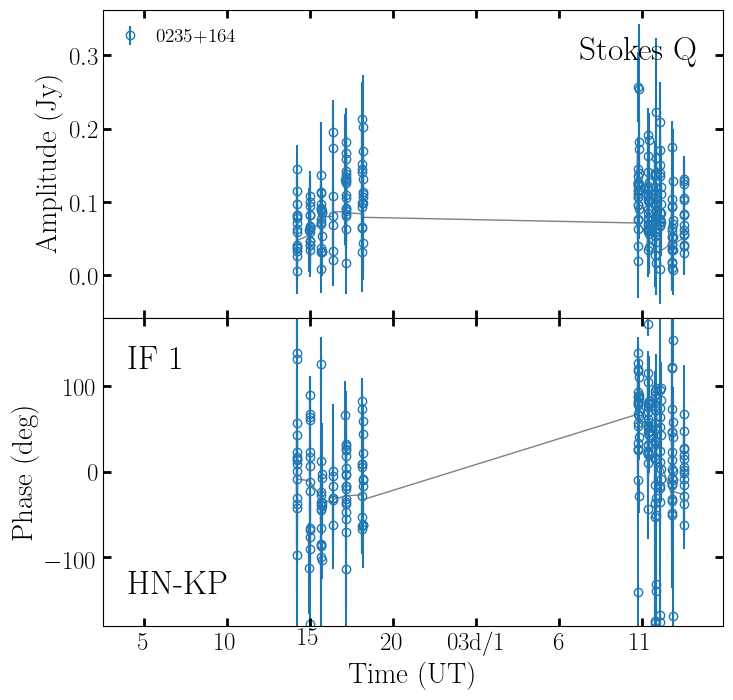 0235+164
Stokes Q
0.3
0.2
0.1
0.0
Amplitude (Jy)
IF 1
100
0
−100
Phase (deg)
HN-KP
5 10 15 20 03d/1 6 11
Time (UT)